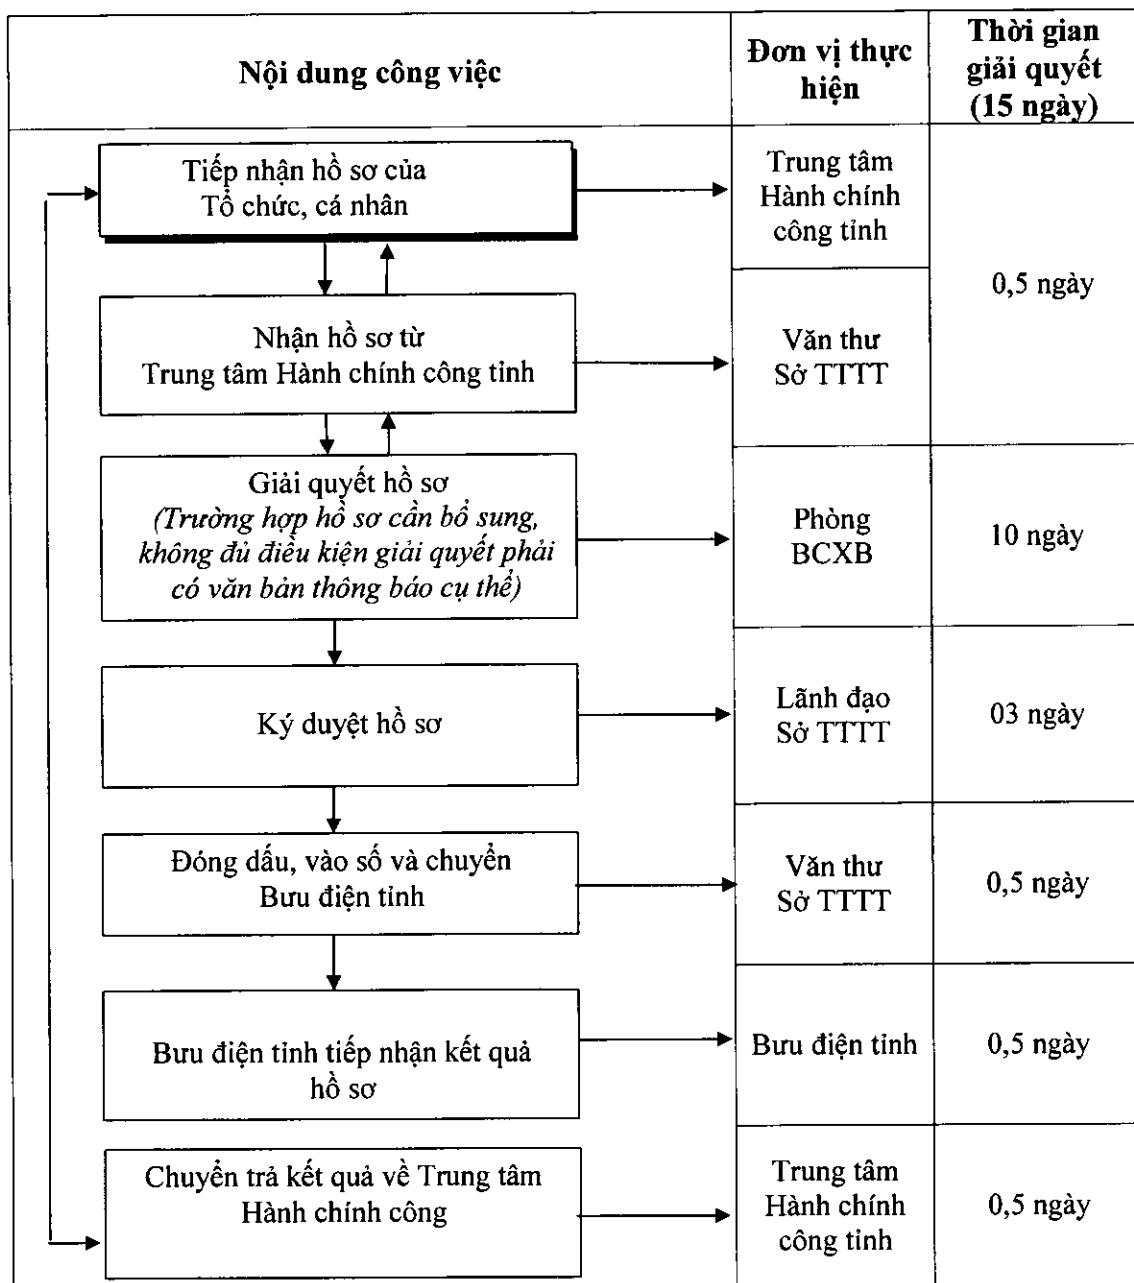 Nội dung công việc
Đơn vị thực
hiện
Thời gian
giải quyết
(15 ngày)
Tiếp nhận hồ sơ của
Tổ chức, cá nhân
Trung tâm
Hành chính
công tỉnh
0,5 ngày
Nhận hồ sơ từ
Trung tâm Hành chính công tỉnh
Văn thư
Sở TTTT
Giải quyết hồ sơ
(Trường hợp hồ sơ cần bổ sung,
không đủ điều kiện giải quyết phải
có văn bản thông báo cụ thể)
Phòng
BCXB
10 ngày
Ký duyệt hồ sơ
Lãnh đạo
Sở TTTT
03 ngày
Đóng dấu, vào số và chuyển
Bưu điện tỉnh
Văn thư
Sở TTTT
0,5 ngày
Bưu điện tỉnh tiếp nhận kết quả
hồ sơ
Bưu điện tỉnh
0,5 ngày
Chuyển trả kết quả về Trung tâm
Hành chính công
Trung tâm
Hành chính
công tỉnh
0,5 ngày